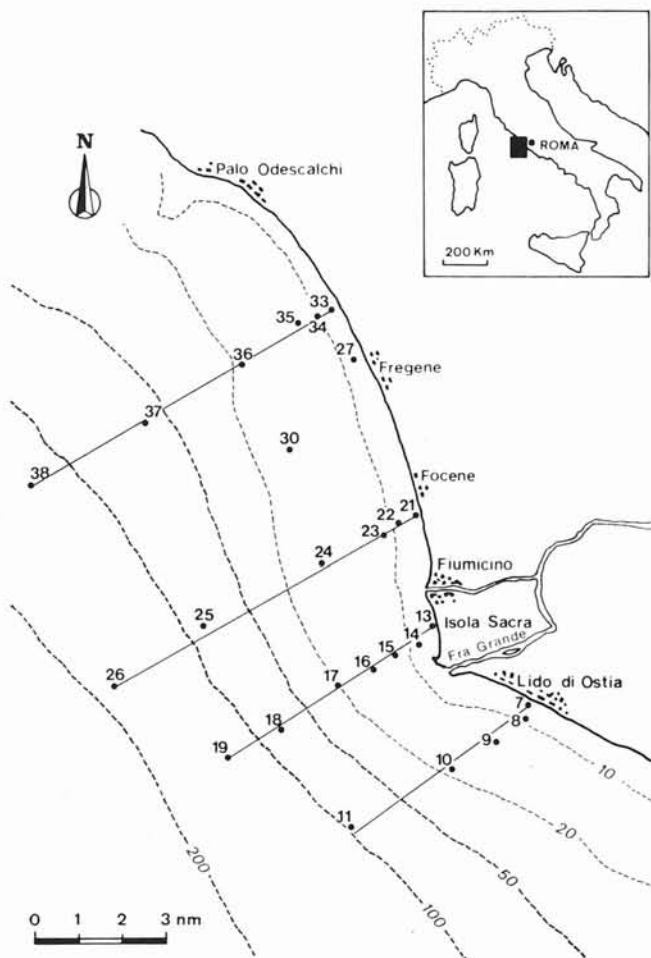 N
Palo Odescalchi
ROMA
200 Km
33
35
34
27
36
Fregene
37
30
38
Focene
21
22
23
24
Fiumicino
25
13
Isola Sacra
14
Fra Grande
15
16
26
17
Lido di Ostia
7
18
8
19
9
10
10
20
11
50
200
100
0 1 2 3 nm